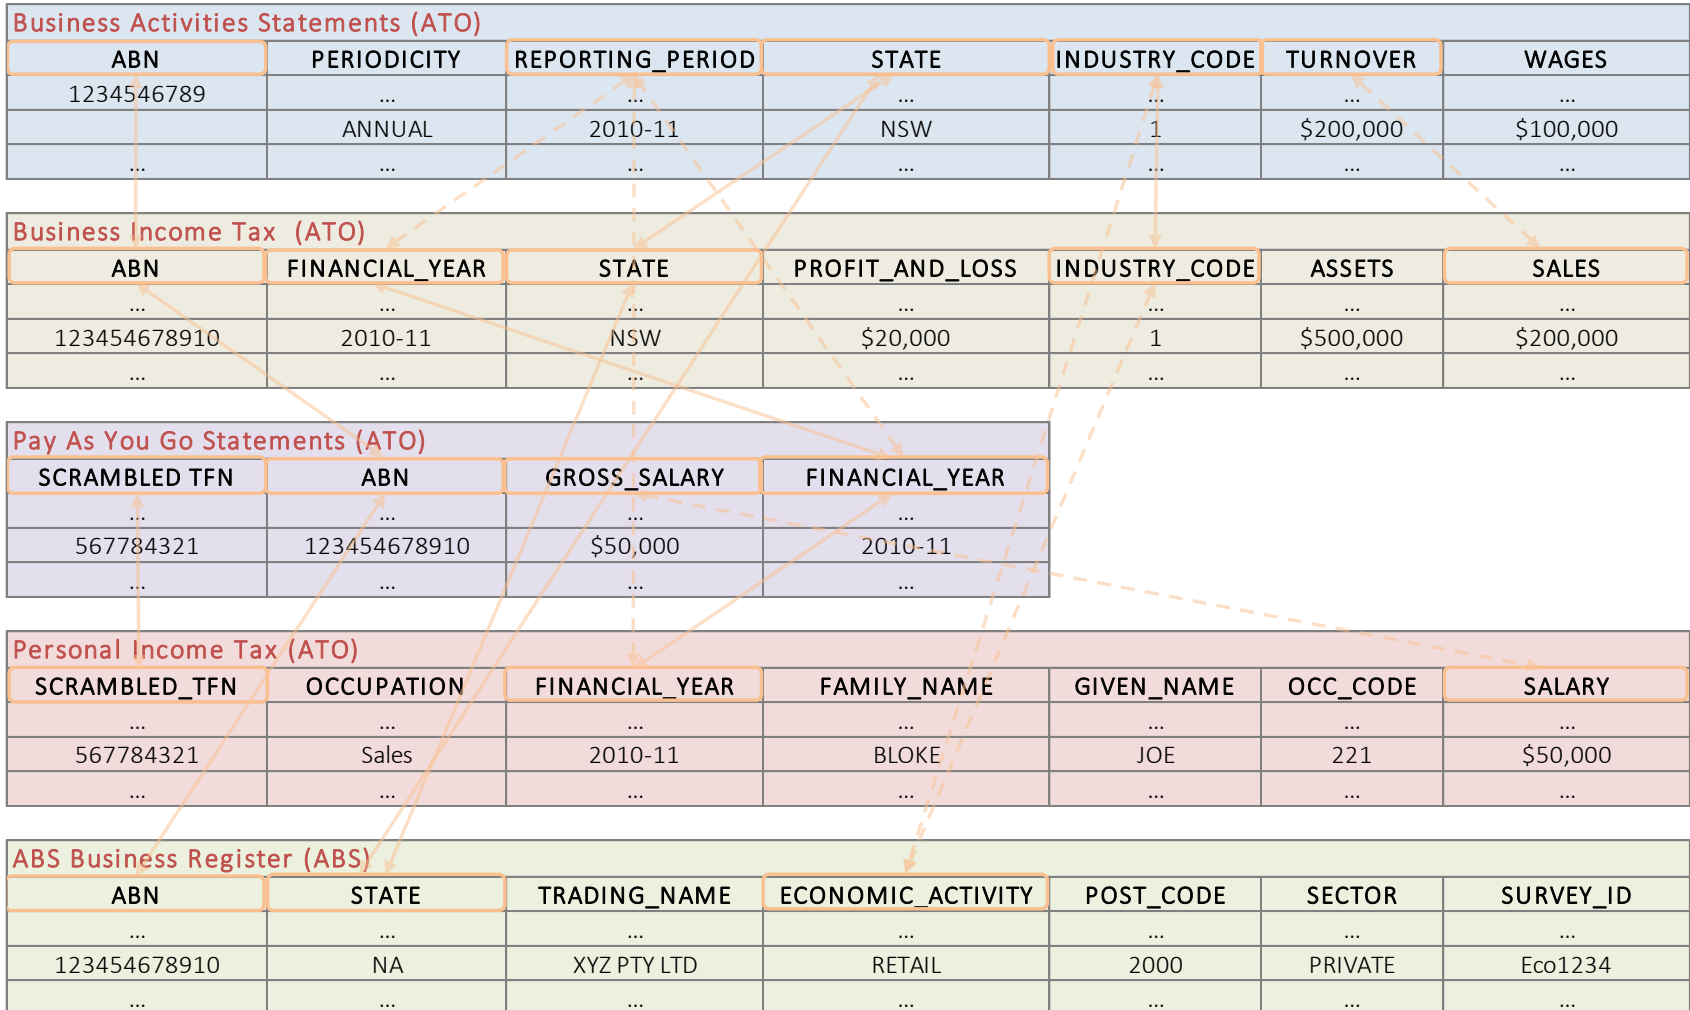 Business Activities Statements (ATO)
ABN PERIODICITY REPORTING_PERIOD STATE INDUSTRY_CODE TURNOVER WAGES
1234546789 ... ... ... ... ... ...
ANNUAL 2010-11 NSW 1 $200,000 $100,000
... ... ... ... ... ... ...
Business Income Tax (ATO)
ABN FINANCIAL_YEAR STATE PROFIT_AND_LOSS INDUSTRY_CODE ASSETS SALES
... ... ... ... ... ... ...
123454678910 2010-11 NSW $20,000 1 $500,000 $200,000
... ... ... ... ... ... ...
Pay As You Go Statements (ATO)
SCRAMBLED TFN ABN GROSS_SALARY FINANCIAL_YEAR
... ... ... ...
567784321 123454678910 $50,000 2010-11
... ... ... ...
Personal Income Tax (ATO)
SCRAMBLED_TFN OCCUPATION FINANCIAL_YEAR FAMILY_NAME GIVEN_NAME OCC_CODE SALARY
... ... ... ... ... ... ...
567784321 Sales 2010-11 BLOKE JOE 221 $50,000
... ... ... ... ... ... ...
ABS Business Register (ABS)
ABN STATE TRADING_NAME ECONOMIC_ACTIVITY POST_CODE SECTOR SURVEY_ID
... ... ... ... ... ... ...
123454678910 NA XYZ PTY LTD RETAIL 2000 PRIVATE Eco1234
... ... ... ... ... ... ...